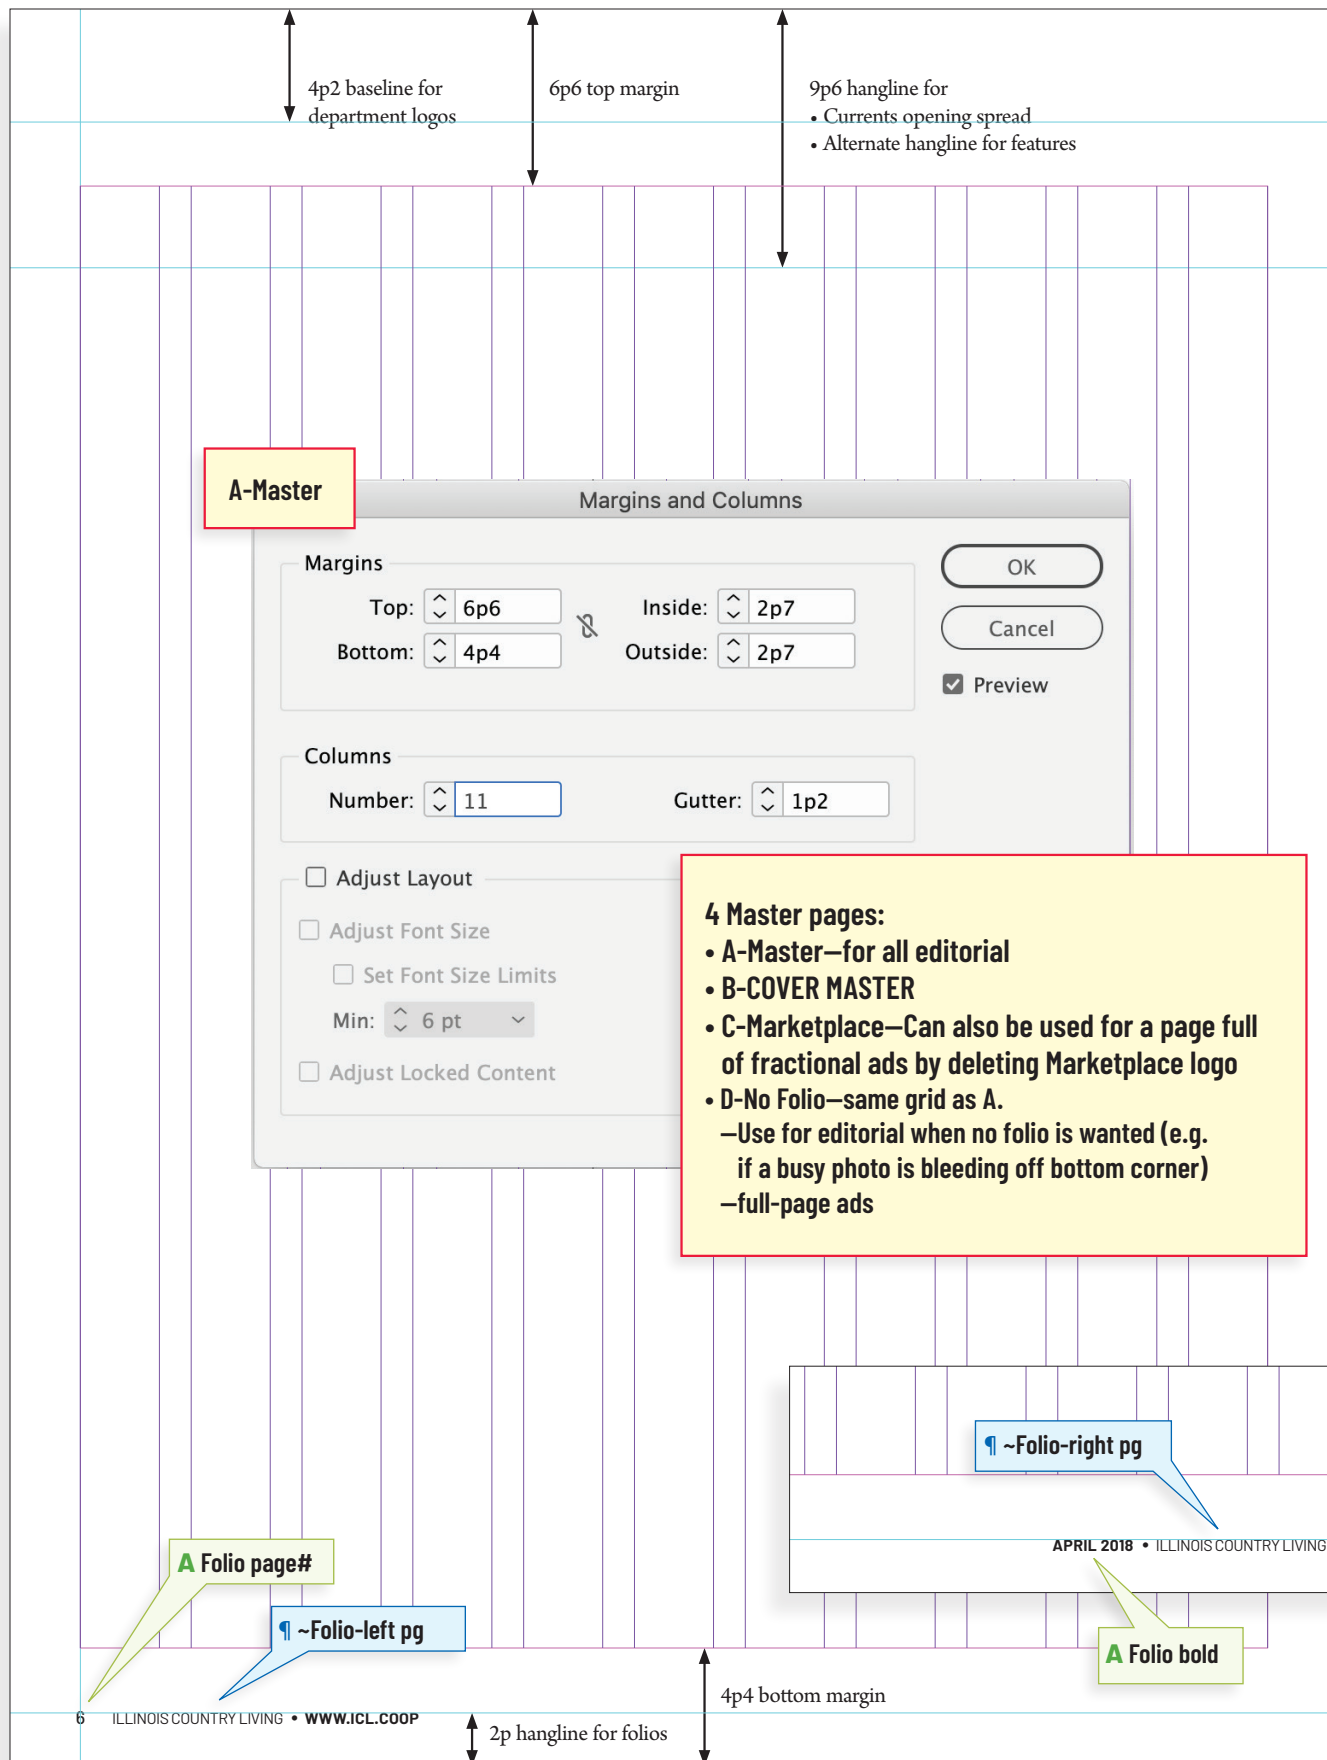 4p2 baseline for
department logos
6p6 top margin
9p6 hangline for
• Currents opening spread
• Alternate hangline for features
A-Master
Margins and Columns
Margins
Top: 6p6
Bottom: 4p4
Inside: 2p7
Outside: 2p7
OK
Cancel
Preview
Columns
Number: 11
Gutter: 1p2
Adjust Layout
Adjust Font Size
Set Font Size Limits
Min: 6 pt
Adjust Locked Content
4 Master pages:
• A-Master—for all editorial
• B-COVER MASTER
• C-Marketplace—Can also be used for a page full
of fractional ads by deleting Marketplace logo
• D-No Folio—same grid as A.
—Use for editorial when no folio is wanted (e.g.
if a busy photo is bleeding off bottom corner)
—full-page ads
¶ ~Folio-right pg
APRIL 2018 • ILLINOIS COUNTRY LIVING
A Folio bold
A Folio page#
¶ ~Folio-left pg
6 ILLINOIS COUNTRY LIVING • WWW.ICL.COOP
4p4 bottom margin
2p hangline for folios